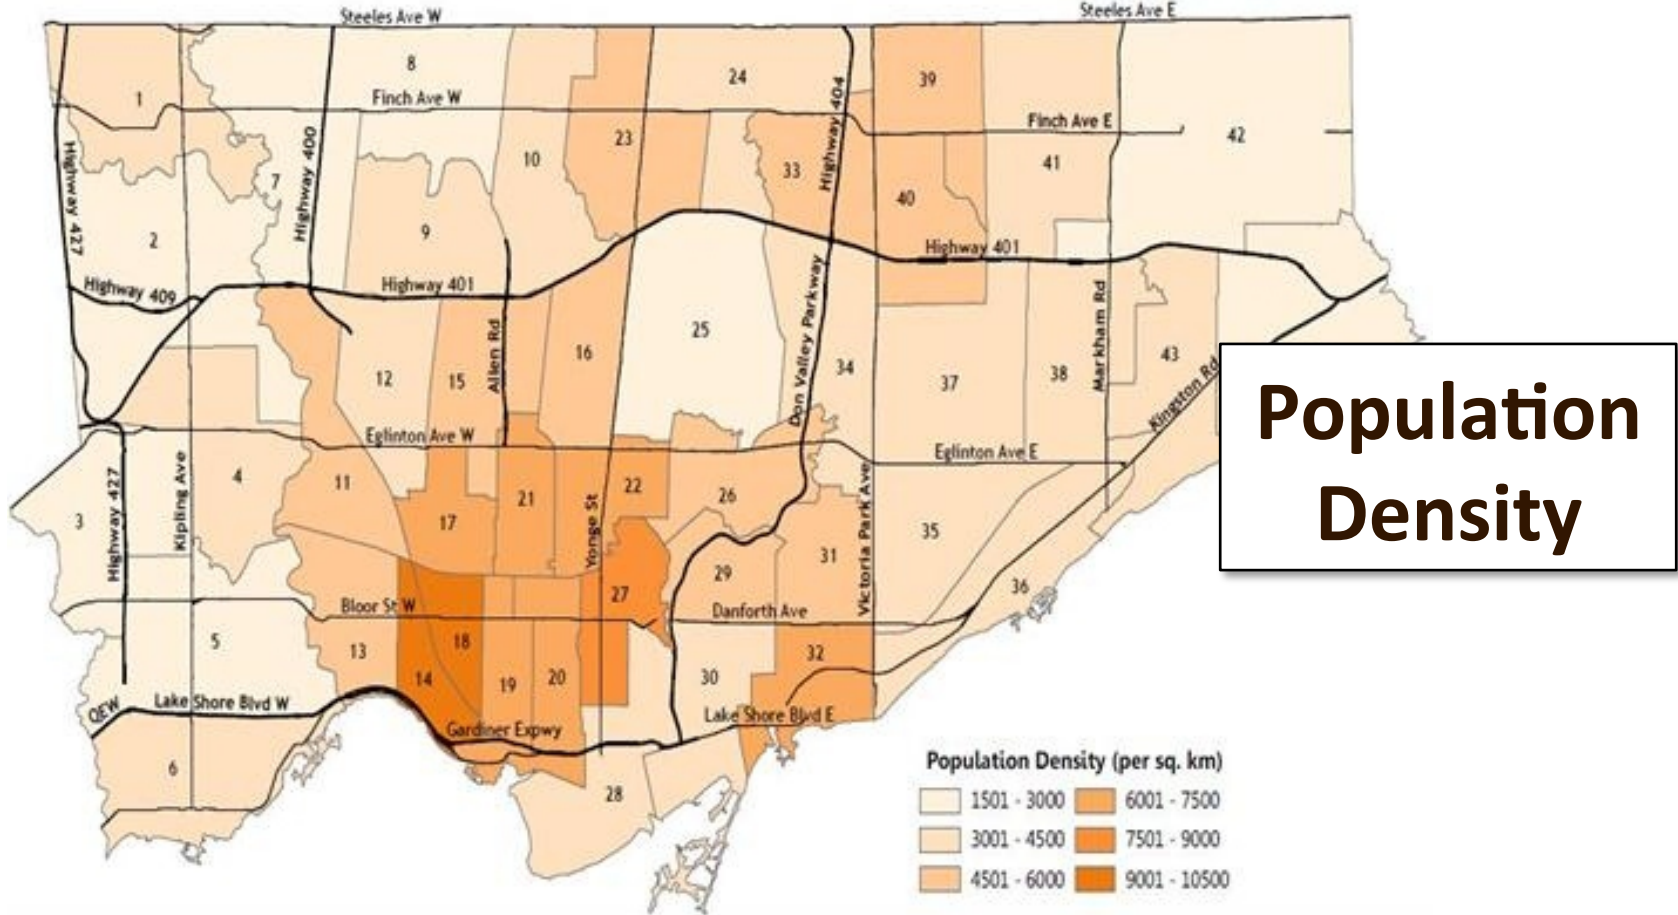 Steeles Ave W
Steeles Ave E
8
24
39
1
Finch Ave W
Highway 404
Finch Ave E
42
Highway 427
Highway 400
23
10
33
41
7
40
2
9
Highway 401
Highway 409
Highway 401
25
Don Valley Parkway
Markham Rd
16
Allen Rd
12
15
34
37
38
43
Kingston Rd
Population
Density
Eglinton Ave W
Eglinton Ave E
4
11
22
26
21
3
Highway 427
Kipling Ave
17
Yonge St
Victoria Park Ave
35
31
29
27
36
Bloor St W
Danforth Ave
5
18
13
32
14
19
20
30
QEW
Lake Shore Blvd W
Lake Shore Blvd E
Gardiner Expwy
6
28
Population Density (per sq. km)
1501 - 3000
6001 - 7500
3001 - 4500
7501 - 9000
4501 - 6000
9001 - 10500